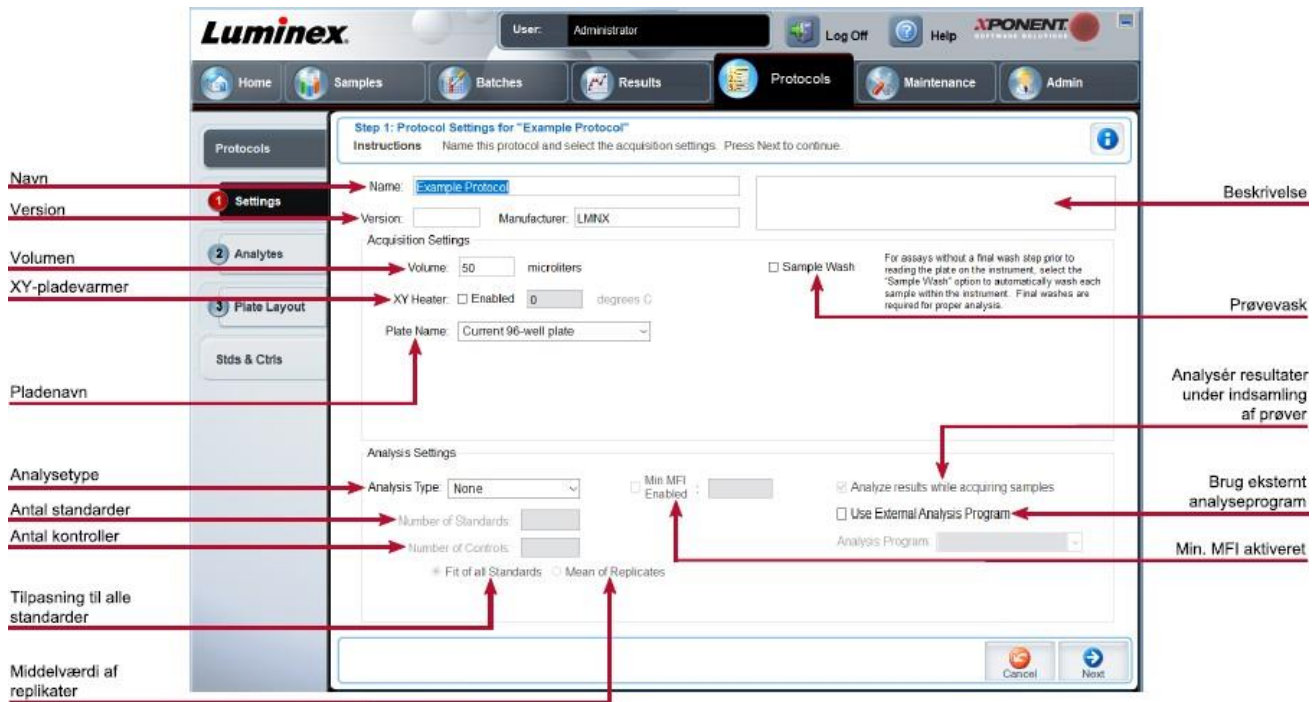 Luminex.
User: Administrator
Log Off
Help
XPONENT.
SOFTWARE SOLUTIONS
Home
Samples
Batches
Results
Protocols
Maintenance
Admin
Protocols
1 Settings
2 Analytes
3 Plate Layout
Stds & Ctrls
Step 1: Protocol Settings for "Example Protocol"
Instructions Name this protocol and select the acquisition settings. Press Next to continue.
Name: Example Protocol
Version: Manufacturer: LMNX
Acquisition Settings
Volume: 50 microliters
XY Heater: Enabled 0 degrees C
Plate Name: Current 96-well plate
Sample Wash
For assays without a final wash step prior to
reading the plate on the instrument, select the
"Sample Wash" option to automatically wash each
sample within the instrument. Final washes are
required for proper analysis.
Analysis Settings
Analysis Type: None
Min MFI
Enabled :
Number of Standards:
Number of Controls:
Fit of all Standards Mean of Replicates
Analyze results while acquiring samples
Use External Analysis Program
Analysis Program:
Cancel
Next
Navn
Version
Volumen
XY-pladevarmer
Pladenavn
Analysetype
Antal standarder
Antal kontroller
Tilpasning til alle
standarder
Middelværdi af
replikater
Beskrivelse
Prøvevask
Analysér resultater
under indsamling
af prøver
Brug eksternt
analyseprogram
Min. MFI aktiveret